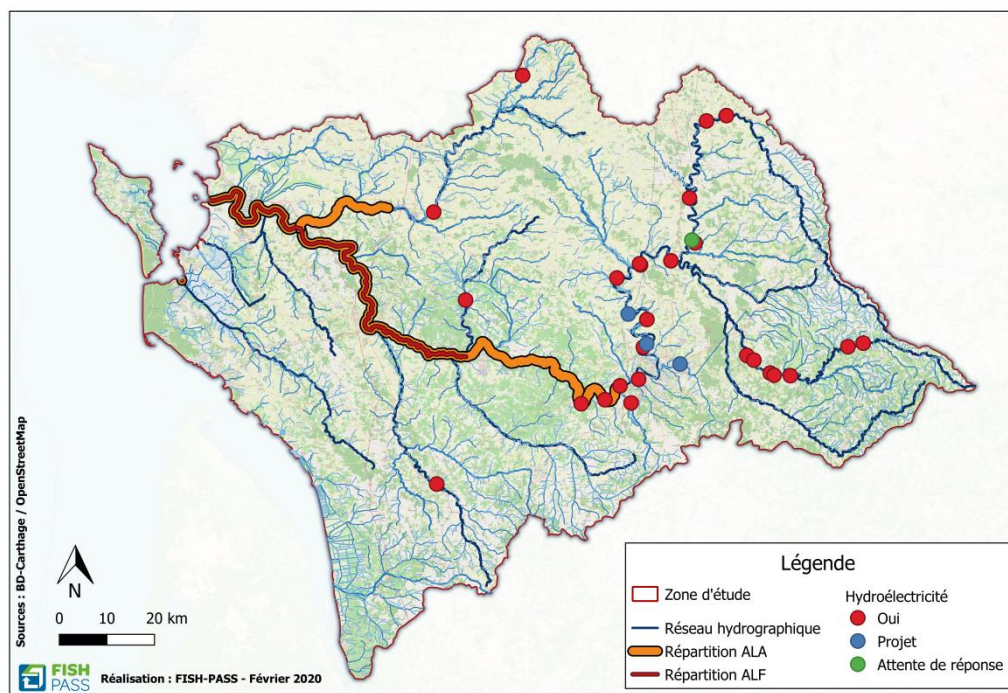 Sources : BD-Carthage / OpenStreetMap
N
0 10 20 km
FISH
PASS
Réalisation : FISH-PASS - Février 2020
Légende
Zone d'étude
Réseau hydrographique
Répartition ALA
Répartition ALF
Hydroélectricité
Oui
Projet
Attente de réponse